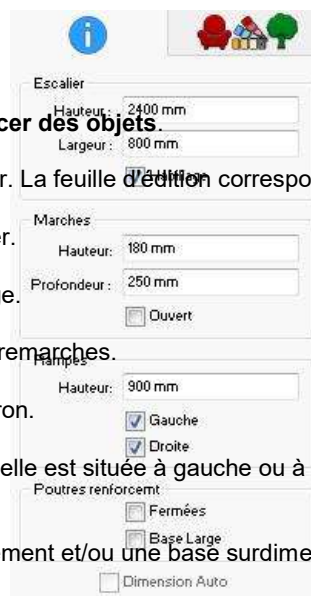 Escalier
Hauteur : 2400 mm
cer des objets.
Largeur : 800 mm
r. La feuille d'édition correspo
Marches
er.
Hauteur: 180 mm
Profondeur : 250 mm
e.
Ouvert
remarches.
Rampes
Hauteur: 900 mm
ron.
Gauche
Droite
elle est située à gauche ou à
Poutres renforcemt
Fermées
Base Large
ement et/ou une base surdime
Dimension Auto